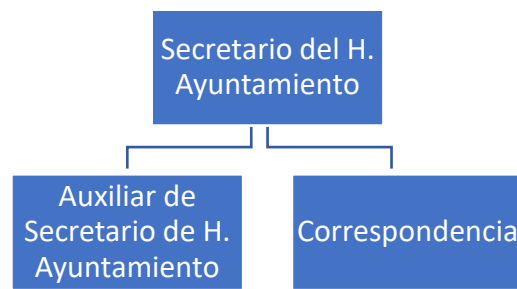 Secretario del H.
Ayuntamiento
Auxiliar de
Secretario de H.
Ayuntamiento
Correspondencia